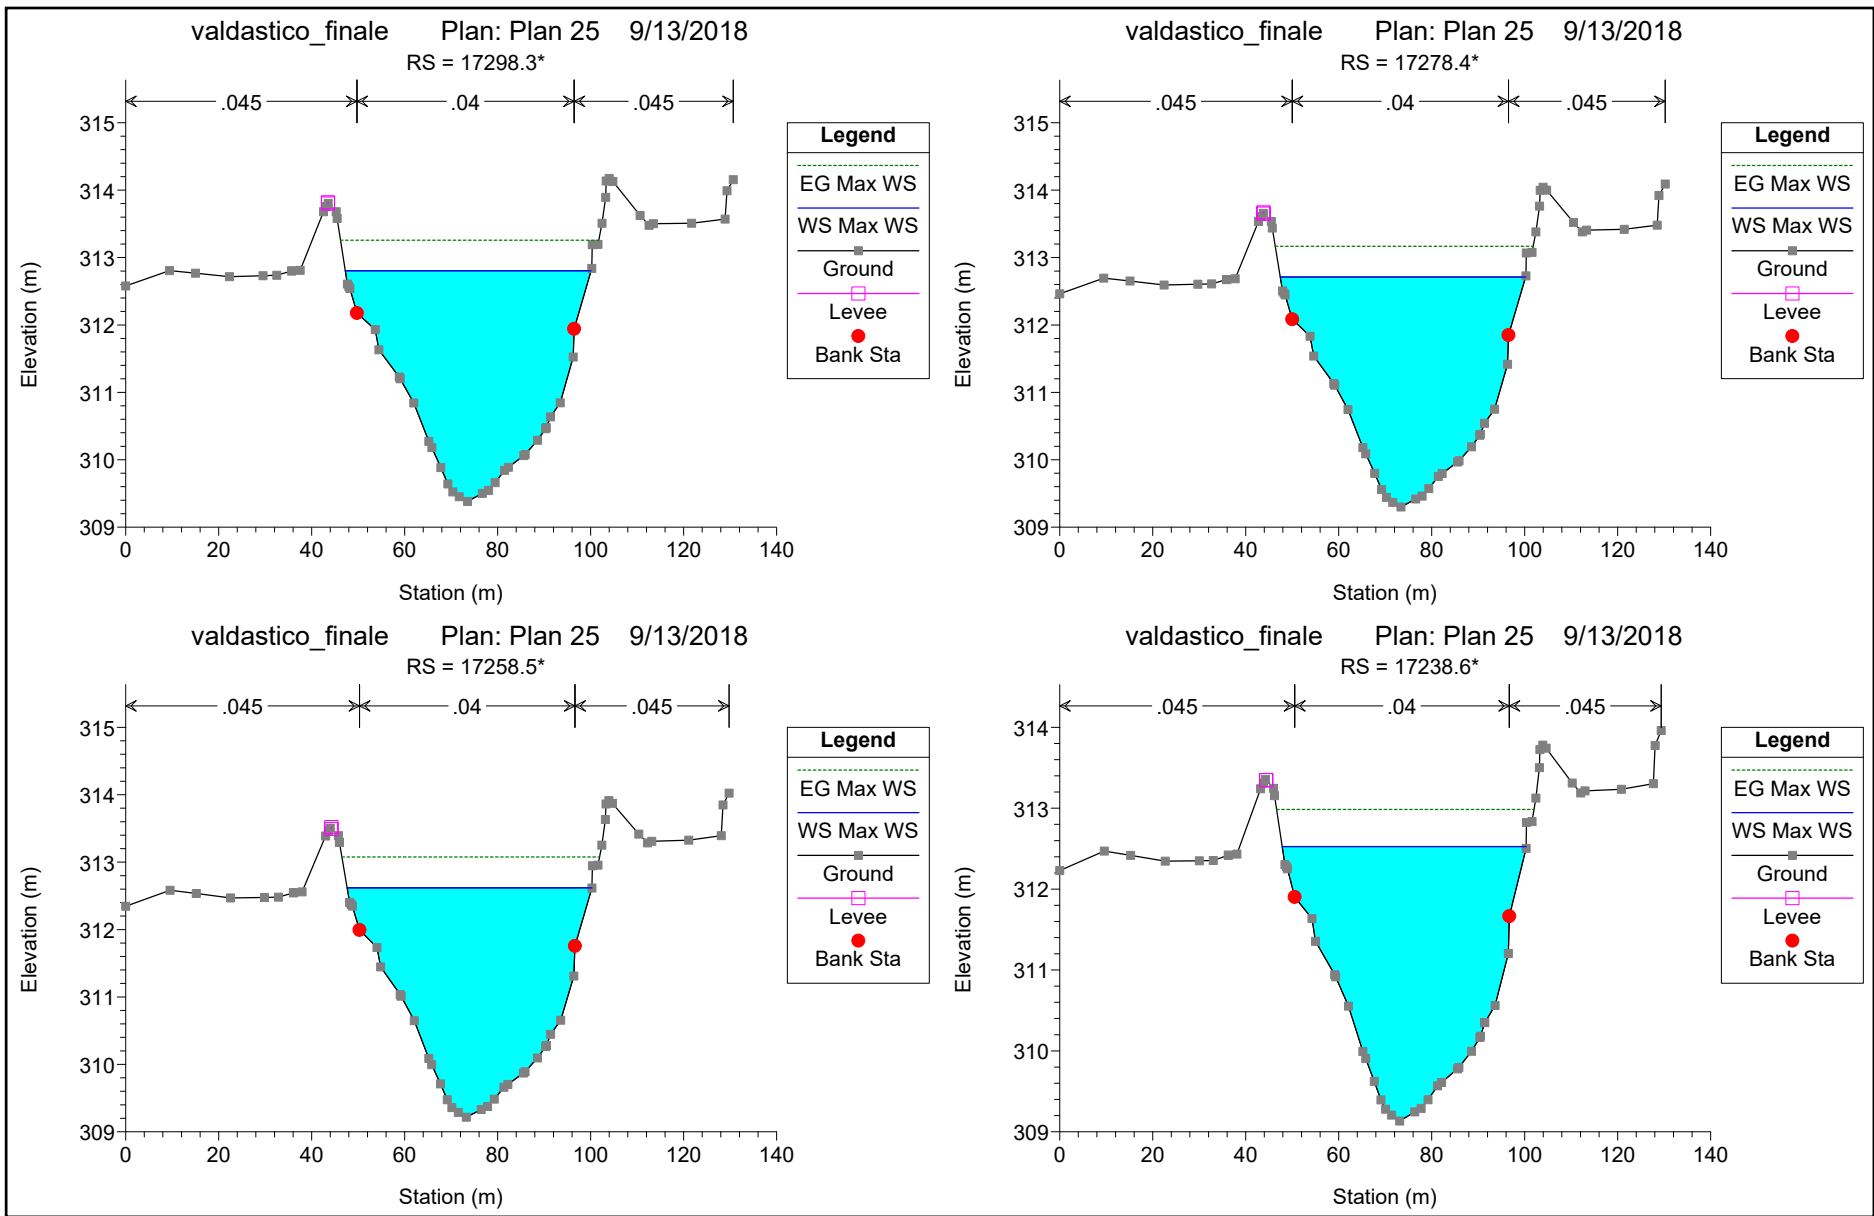 valdastico_finale Plan: Plan 25 9/13/2018
RS = 17298.3*
.045 .04 .045
315
314
313
312
311
310
309
0 20 40 60 80 100 120 140
Elevation (m)
Station (m)
Legend
EG Max WS
WS Max WS
Ground
Levee
Bank Sta
valdastico_finale Plan: Plan 25 9/13/2018
RS = 17278.4*
.045 .04 .045
315
314
313
312
311
310
309
0 20 40 60 80 100 120 140
Elevation (m)
Station (m)
Legend
EG Max WS
WS Max WS
Ground
Levee
Bank Sta
valdastico_finale Plan: Plan 25 9/13/2018
RS = 17258.5*
.045 .04 .045
315
314
313
312
311
310
309
0 20 40 60 80 100 120 140
Elevation (m)
Station (m)
Legend
EG Max WS
WS Max WS
Ground
Levee
Bank Sta
valdastico_finale Plan: Plan 25 9/13/2018
RS = 17238.6*
.045 .04 .045
314
313
312
311
310
309
0 20 40 60 80 100 120 140
Elevation (m)
Station (m)
Legend
EG Max WS
WS Max WS
Ground
Levee
Bank Sta